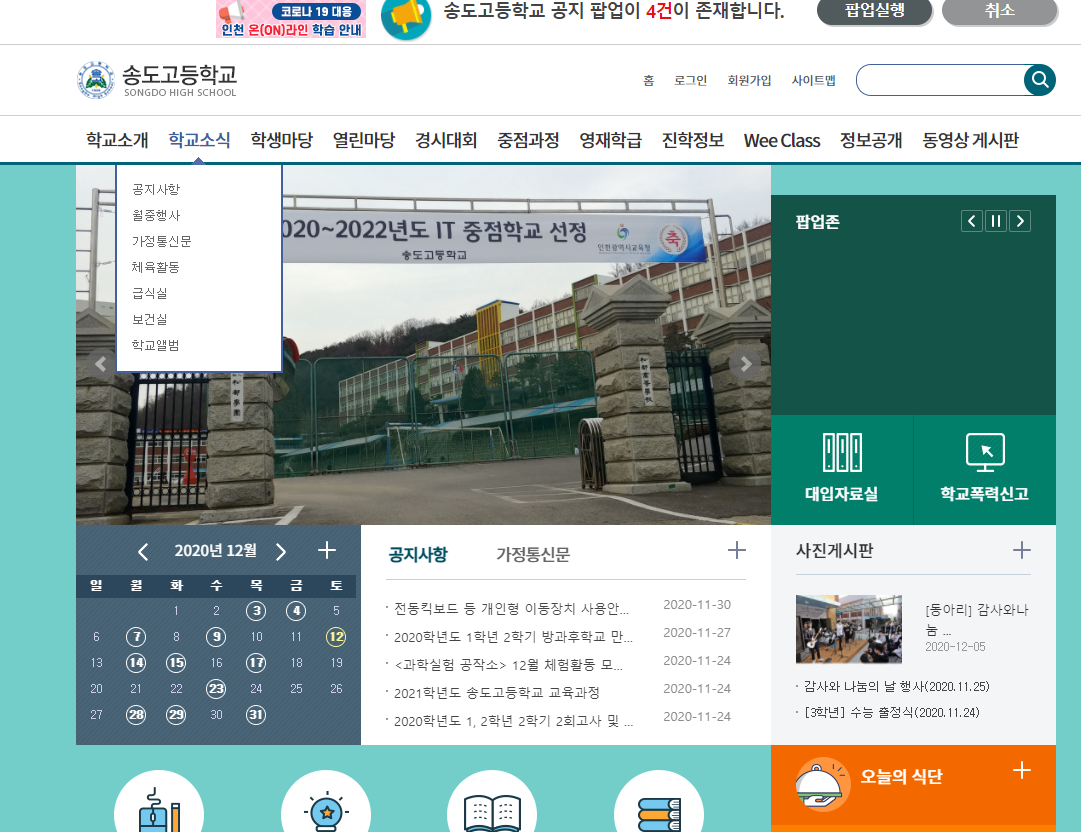 코로나 19 대응
인천 온(ON)라인 학습 안내
송도고등학교 공지 팝업이 4건이 존재합니다.
팝업실행
취소
송도고등학교
SONGDO HIGH SCHOOL
홈 로그인 회원가입 사이트맵
학교소개 학교소식 학생마당 열린마당 경시대회 중점과정 영재학급 진학정보 Wee Class 정보공개 동영상 게시판
공지사항
월중행사
가정통신문
체육활동
급식실
보건실
학교앨범
020~2022년도 IT 중점학교 선정
송도고등학교
인천광역시교육청
축
팝업존
대입자료실
학교폭력신고
2020년 12월
일 월 화 수 목 금 토
1 2 3 4 5
6 7 8 9 10 11 12
13 14 15 16 17 18 19
20 21 22 23 24 25 26
27 28 29 30 31
공지사항 가정통신문
· 전동킥보드 등 개인형 이동장치 사용안... 2020-11-30
· 2020학년도 1학년 2학기 방과후학교 만... 2020-11-27
· <과학실험 공작소> 12월 체험활동 모... 2020-11-24
· 2021학년도 송도고등학교 교육과정 2020-11-24
· 2020학년도 1, 2학년 2학기 2회고사 및 ... 2020-11-24
사진게시판
[동아리] 감사와나
눔 ...
2020-12-05
· 감사와 나눔의 날 행사(2020.11.25)
· [3학년] 수능 출정식(2020.11.24)
오늘의 식단